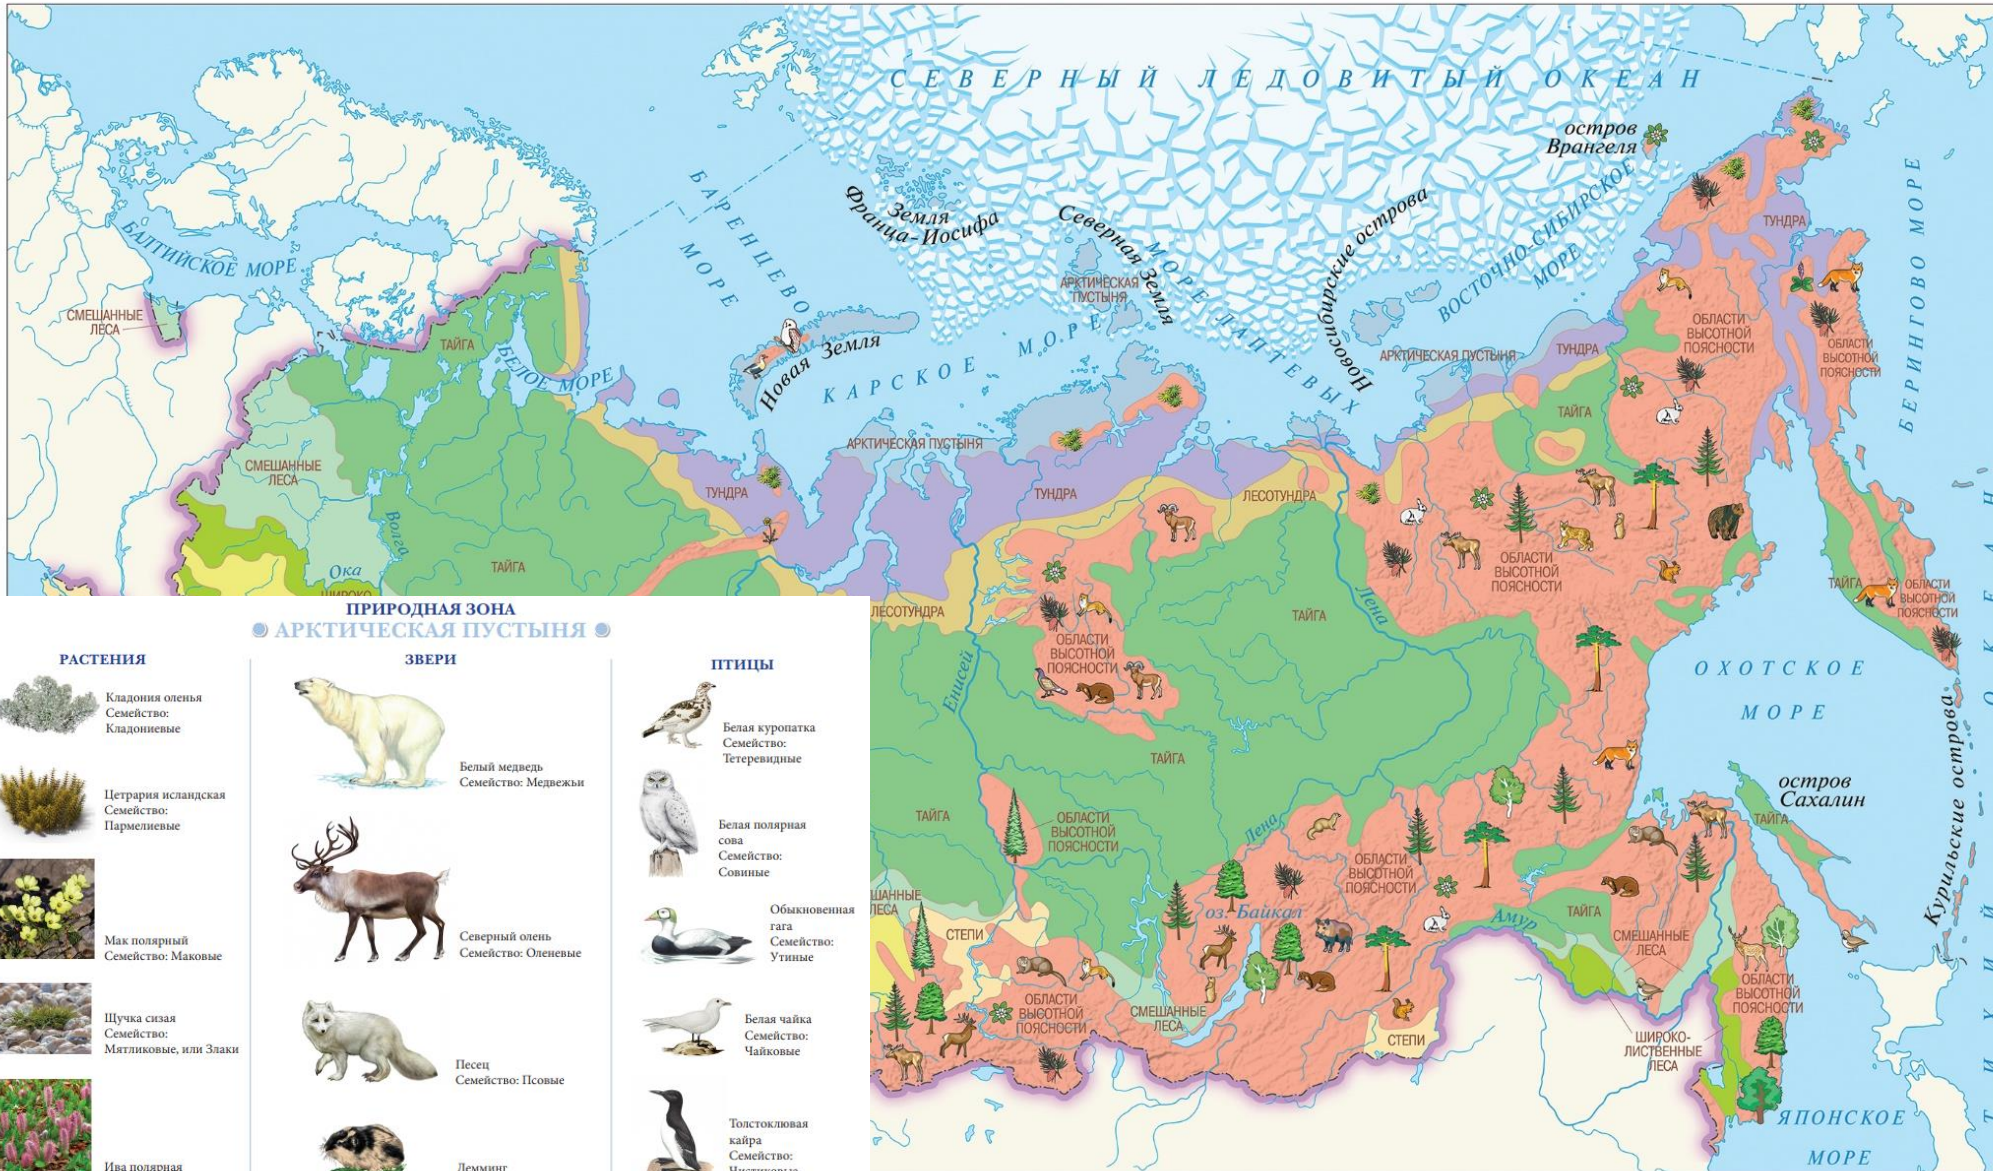 СЕВЕРНЫЙ ЛЕДОВИТЫЙ ОКЕАН
остров
Врангеля
БАРЕНЦЕВО
МОРЕ
Земля
Франца-Иосифа
Северная Земля
МОРЕ ЛАПТЕВЫХ
Новосибирские острова
ВОСТОЧНО-СИБИРСКОЕ
МОРЕ
БЕРИНГОВО МОРЕ
ТУНДРА
БАЛТИЙСКОЕ МОРЕ
СМЕШАННЫЕ
ЛЕСА
ТАЙГА
БЕЛОЕ МОРЕ
Новая Земля
КАРСКОЕ МОРЕ
АРКТИЧЕСКАЯ
ПУСТЫНЯ
АРКТИЧЕСКАЯ ПУСТЫНЯ
ТУНДРА
ОБЛАСТИ
ВЫСОТНОЙ
ПОЯСНОСТИ
ОБЛАСТИ
ВЫСОТНОЙ
ПОЯСНОСТИ
ТАЙГА
АРКТИЧЕСКАЯ ПУСТЫНЯ
СМЕШАННЫЕ
ЛЕСА
ТУНДРА
ТУНДРА
ЛЕСОТУНДРА
Волга
Ока
ТАЙГА
ШИРОКО-
ЛЕСОТУНДРА
Енисей
ОБЛАСТИ
ВЫСОТНОЙ
ПОЯСНОСТИ
ТАЙГА
Лена
ОБЛАСТИ
ВЫСОТНОЙ
ПОЯСНОСТИ
ТАЙГА
ОБЛАСТИ
ВЫСОТНОЙ
ПОЯСНОСТИ
ОХОТСКОЕ
МОРЕ
ТАЙГА
ТАЙГА
ОБЛАСТИ
ВЫСОТНОЙ
ПОЯСНОСТИ
Лена
ОБЛАСТИ
ВЫСОТНОЙ
ПОЯСНОСТИ
остров
Сахалин
ТАЙГА
Курильские острова
ШАННЫЕ
ЛЕСА
СТЕПИ
оз. Байкал
Амур
ТАЙГА
СМЕШАННЫЕ
ЛЕСА
ОБЛАСТИ
ВЫСОТНОЙ
ПОЯСНОСТИ
СМЕШАННЫЕ
ЛЕСА
СТЕПИ
ШИРОКО-
ЛИСТВЕННЫЕ
ЛЕСА
ОБЛАСТИ
ВЫСОТНОЙ
ПОЯСНОСТИ
ЯПОНСКОЕ
МОРЕ
ТИХИЙ ОКЕАН
ПРИРОДНАЯ ЗОНА
АРКТИЧЕСКАЯ ПУСТЫНЯ
РАСТЕНИЯ
Кладония оленья
Семейство:
Кладониевые
Цетрария исландская
Семейство:
Пармелиевые
Мак полярный
Семейство: Маковые
Щучка сизая
Семейство:
Мятликовые, или Злаки
Ива полярная
ЗВЕРИ
Белый медведь
Семейство: Медвежьи
Северный олень
Семейство: Оленевые
Песец
Семейство: Псовые
Лемминг
ПТИЦЫ
Белая куропатка
Семейство:
Тетеревидные
Белая полярная
сова
Семейство:
Совиные
Обыкновенная
гага
Семейство:
Утиные
Белая чайка
Семейство:
Чайковые
Толстоклювая
кайра
Семейство:
Чистиковые